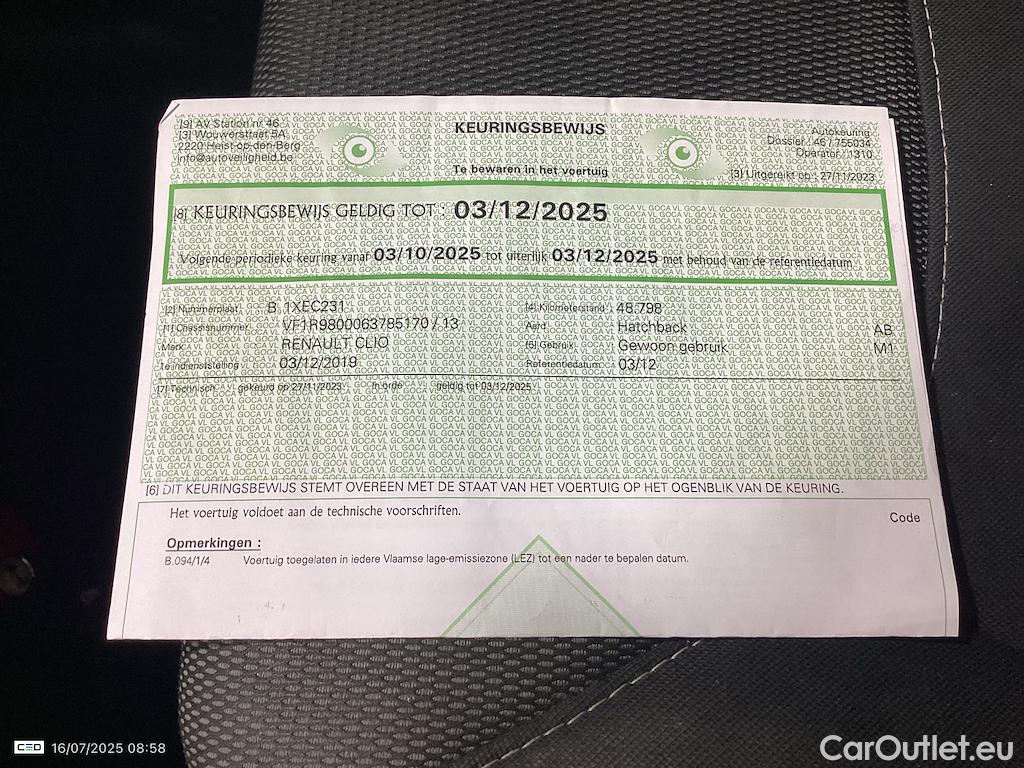 [9] AV Station nr 46
[3] Wouwerstraat 5A
2220 Heist-op-den-Berg
info@autoveiligheid.be
KEURINGSBEWIJS
Te bewaren in het voertuig
Autokeuring
Dossier : 46 / 755034
Operator : 1310
[3] Uitgereikt op : 27/11/2023
[8] KEURINGSBEWIJS GELDIG TOT : 03/12/2025
Volgende periodieke keuring vanaf 03/10/2025 tot uiterlijk 03/12/2025 met behoud van de referentiedatum
[2] Nummerplaat B 1XEC231 [4] Kilometerstand : 48.798
[1] Chassisnummer VF1R9800063785170 / 13 Aard : Hatchback AB
Merk RENAULT CLIO [5] Gebruik : Gewoon gebruik M1
1e indienststelling 03/12/2019 Referentiedatum : 03/12
[7] Technisch gekeurd op 27/11/2023 In orde geldig tot 03/12/2025
[6] DIT KEURINGSBEWIJS STEMT OVEREEN MET DE STAAT VAN HET VOERTUIG OP HET OGENBLIK VAN DE KEURING.
Het voertuig voldoet aan de technische voorschriften.
Code
Opmerkingen :
B.094/1/4 Voertuig toegelaten in iedere Vlaamse lage-emissiezone (LEZ) tot een nader te bepalen datum.
16/07/2025 08:58
CarOutlet.eu